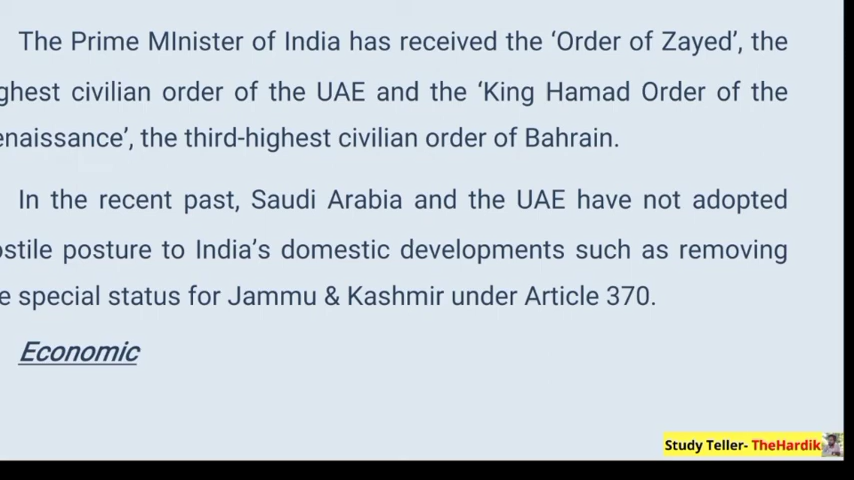 The Prime MInister of India has received the ‘Order of Zayed’, the
ghest civilian order of the UAE and the ‘King Hamad Order of the
enaissance’, the third-highest civilian order of Bahrain.
In the recent past, Saudi Arabia and the UAE have not adopted
ostile posture to India’s domestic developments such as removing
e special status for Jammu & Kashmir under Article 370.
Economic
Study Teller- TheHardik